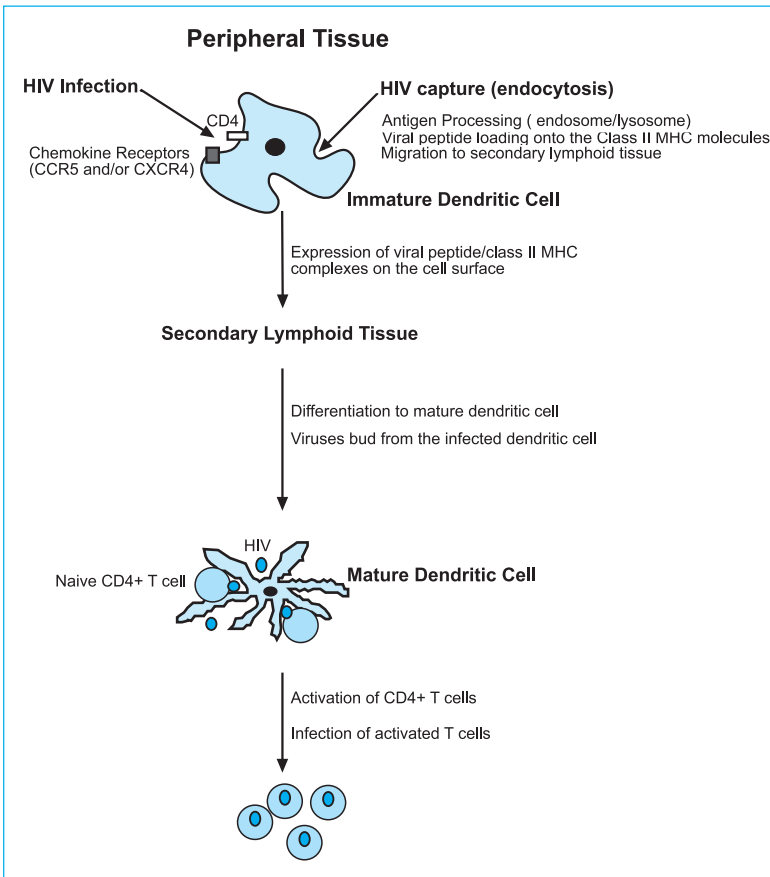 Peripheral Tissue
HIV Infection
CD4
Chemokine Receptors
(CCR5 and/or CXCR4)
HIV capture (endocytosis)
Antigen Processing ( endosome/lysosome)
Viral peptide loading onto the Class II MHC molecules
Migration to secondary lymphoid tissue
Immature Dendritic Cell
Expression of viral peptide/class II MHC
complexes on the cell surface
Secondary Lymphoid Tissue
Differentiation to mature dendritic cell
Viruses bud from the infected dendritic cell
HIV
Naive CD4+ T cell
Mature Dendritic Cell
Activation of CD4+ T cells
Infection of activated T cells